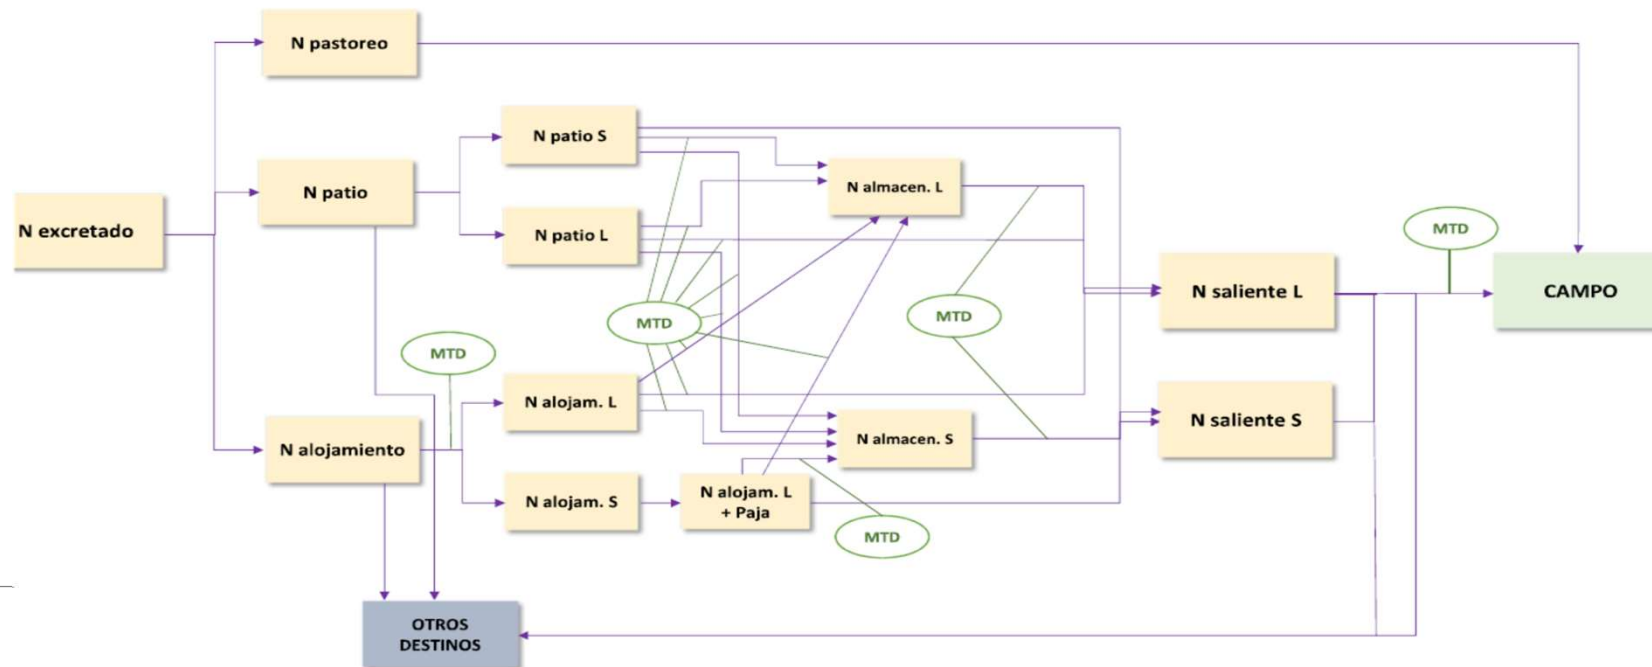 N pastoreo
N patio S
N patio
N almacen. L
N excretado
N patio L
MTD
N saliente L
CAMPO
MTD
MTD
MTD
N alojam. L
N saliente S
N almacen. S
N alojamiento
N alojam. S
N alojam. L
+ Paja
MTD
OTROS
DESTINOS